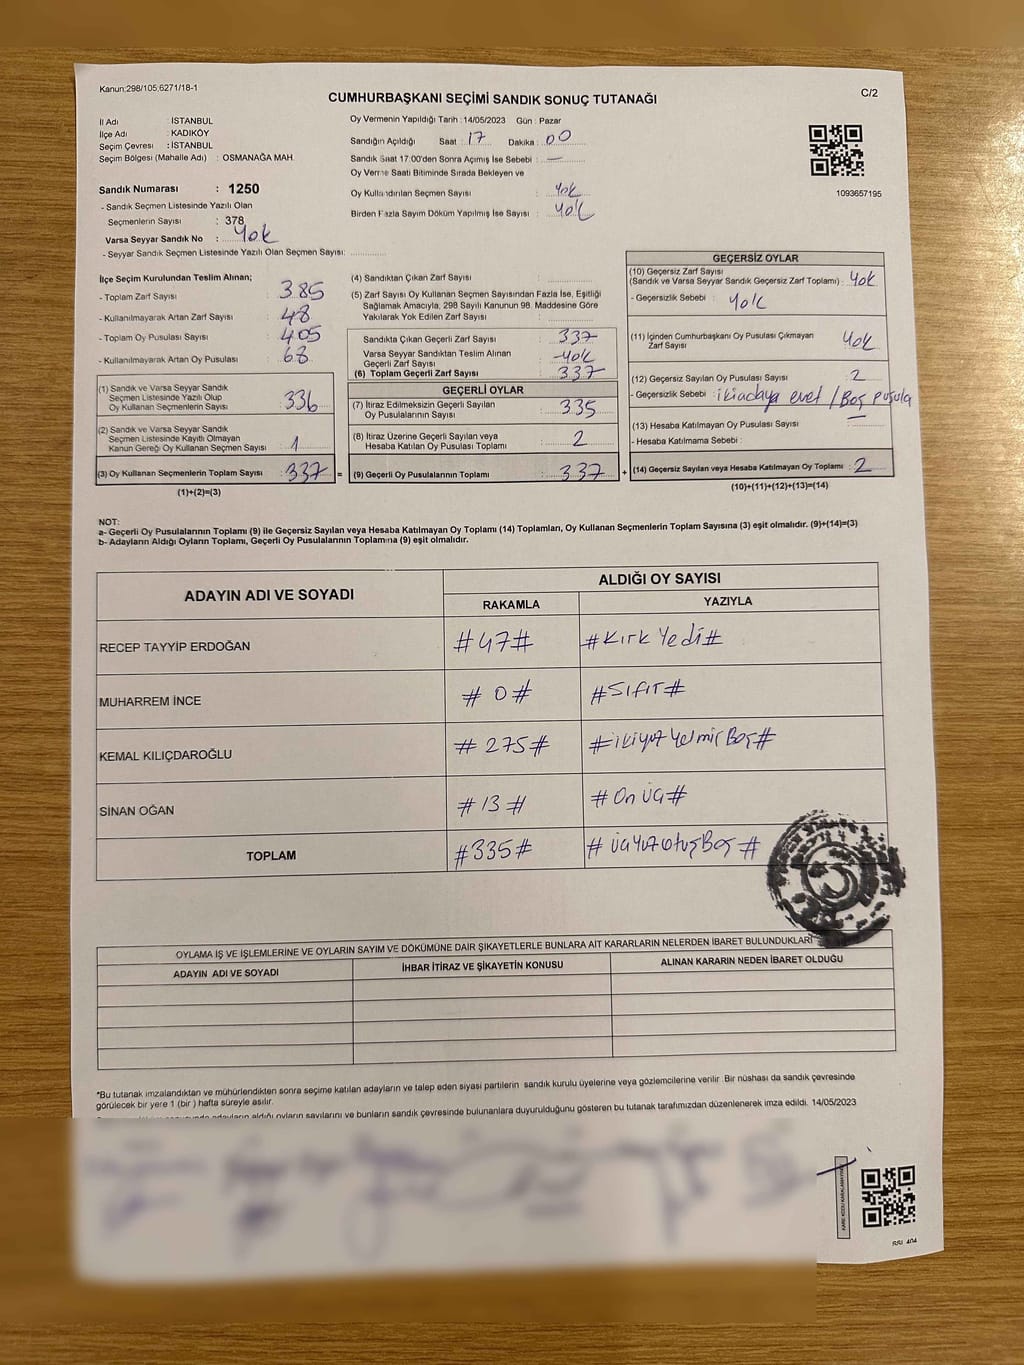 Kanun;298/105;6271/18-1
C/2
CUMHURBAŞKANI SEÇİMİ SANDIK SONUÇ TUTANAĞI
İl Adı : İSTANBUL
İlçe Adı : KADIKÖY
Seçim Çevresi : İSTANBUL
Seçim Bölgesi (Mahalle Adı) : OSMANAĞA MAH.
Sandık Numarası : 1250
- Sandık Seçmen Listesinde Yazılı Olan
Seçmenlerin Sayısı : 378
Varsa Seyyar Sandık No : Yok
- Seyyar Sandık Seçmen Listesinde Yazılı Olan Seçmen Sayısı:
Oy Vermenin Yapıldığı Tarih : 14/05/2023 Gün : Pazar
Sandığın Açıldığı Saat : 17 Dakika : 00
Sandık Saat 17.00'den Sonra Açımış İse Sebebi : —
Oy Verme Saati Bitiminde Sırada Bekleyen ve
Oy Kullandırılan Seçmen Sayısı : Yok
Birden Fazla Sayım Döküm Yapılmış İse Sayısı : Yok
1093657195
İlçe Seçim Kurulundan Teslim Alınan;
- Toplam Zarf Sayısı 385
- Kullanılmayarak Artan Zarf Sayısı 48
- Toplam Oy Pusulası Sayısı 405
- Kullanılmayarak Artan Oy Pusulası 68
(1) Sandık ve Varsa Seyyar Sandık
Seçmen Listesinde Yazılı Olup
Oy Kullanan Seçmenlerin Sayısı 336
(2) Sandık ve Varsa Seyyar Sandık
Seçmen Listesinde Kayıtlı Olmayan
Kanun Gereği Oy Kullanan Seçmen Sayısı 1
(3) Oy Kullanan Seçmenlerin Toplam Sayısı : 337 =
(1)+(2)=(3)
(4) Sandıktan Çıkan Zarf Sayısı :
(5) Zarf Sayısı Oy Kullanan Seçmen Sayısından Fazla İse, Eşitliği
Sağlamak Amacıyla, 298 Sayılı Kanunun 98. Maddesine Göre
Yakılarak Yok Edilen Zarf Sayısı :
Sandıkta Çıkan Geçerli Zarf Sayısı : 337
Varsa Seyyar Sandıktan Teslim Alınan
Geçerli Zarf Sayısı : Yok
(6) Toplam Geçerli Zarf Sayısı : 337
GEÇERLİ OYLAR
(7) İtiraz Edilmeksizin Geçerli Sayılan
Oy Pusulalarının Sayısı : 335
(8) İtiraz Üzerine Geçerli Sayılan veya
Hesaba Katılan Oy Pusulası Toplamı : 2
(9) Geçerli Oy Pusulalarının Toplamı : 337 +
GEÇERSİZ OYLAR
(10) Geçersiz Zarf Sayısı
(Sandık ve Varsa Seyyar Sandık Geçersiz Zarf Toplamı) : Yok
- Geçersizlik Sebebi : Yok
(11) İçinden Cumhurbaşkanı Oy Pusulası Çıkmayan
Zarf Sayısı : Yok
(12) Geçersiz Sayılan Oy Pusulası Sayısı : 2
- Geçersizlik Sebebi : ikiadaya evet / Boş pusula
(13) Hesaba Katılmayan Oy Pusulası Sayısı :
- Hesaba Katılmama Sebebi :
(14) Geçersiz Sayılan veya Hesaba Katılmayan Oy Toplamı : 2
(10)+(11)+(12)+(13)=(14)
NOT:
a- Geçerli Oy Pusulalarının Toplamı (9) ile Geçersiz Sayılan veya Hesaba Katılmayan Oy Toplamı (14) Toplamları, Oy Kullanan Seçmenlerin Toplam Sayısına (3) eşit olmalıdır. (9)+(14)=(3)
b- Adayların Aldığı Oyların Toplamı, Geçerli Oy Pusulalarının Toplamına (9) eşit olmalıdır.
ADAYIN ADI VE SOYADI
ALDIĞI OY SAYISI
RAKAMLA YAZIYLA
RECEP TAYYİP ERDOĞAN #47# #Kırk Yedi#
MUHARREM İNCE #0# #Sıfır#
KEMAL KILIÇDAROĞLU #275# #ikiyüz Yetmiş Beş#
SİNAN OĞAN #13# #On üç#
TOPLAM #335# #üçyüzotuzBeş#
OYLAMA İŞ VE İŞLEMLERİNE VE OYLARIN SAYIM VE DÖKÜMÜNE DAİR ŞİKAYETLERLE BUNLARA AİT KARARLARIN NELERDEN İBARET BULUNDUKLARI
ADAYIN ADI VE SOYADI İHBAR İTİRAZ VE ŞİKAYETİN KONUSU ALINAN KARARIN NEDEN İBARET OLDUĞU
*Bu tutanak imzalandıktan ve mühürlendikten sonra seçime katılan adayların ve talep eden siyasi partilerin sandık kurulu üyelerine veya gözlemcilerine verilir. Bir nüshası da sandık çevresinde
görülecek bir yere 1 (bir ) hafta süreyle asılır.
adayların aldığı oyların sayılarını ve bunların sandık çevresinde bulunanlara duyurulduğunu gösteren bu tutanak tarafımızdan düzenlenerek imza edildi. 14/05/2023